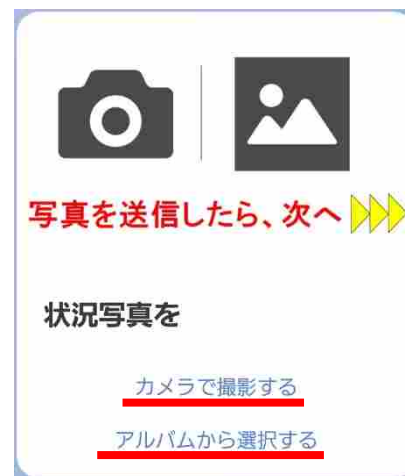 写真を送信したら、次へ
状況写真を
カメラで撮影する
アルバムから選択する